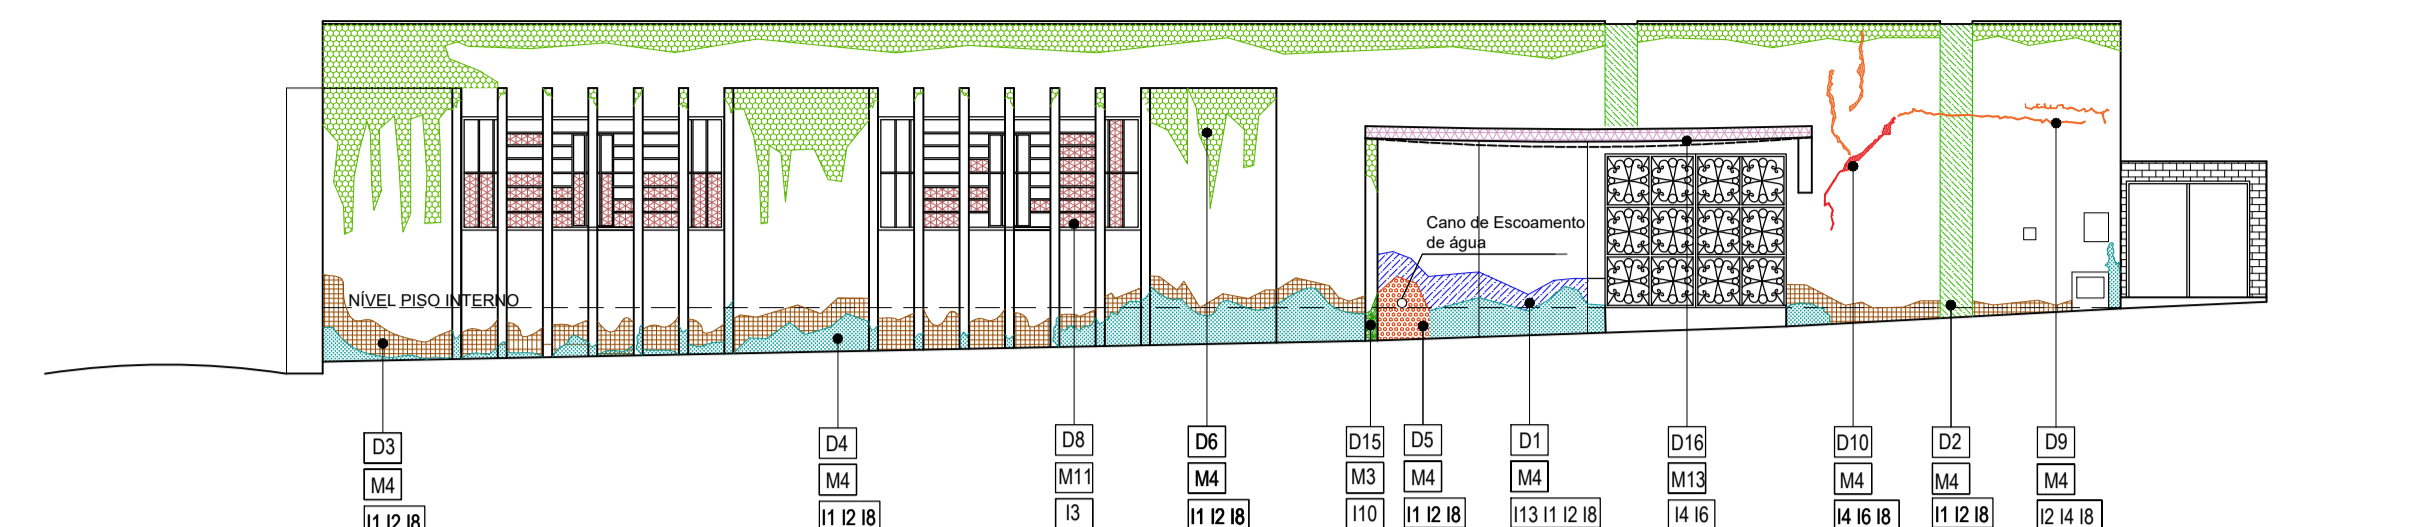 Cano de Escoamento
de água
NÍVEL PISO INTERNO
D3
M4
I1 I2 I8
D4
M4
I1 I2 I8
D8
M11
I3
D6
M4
I1 I2 I8
D15
M3
I10
D5
M4
I1 I2 I8
D1
M4
I13 I1 I2 I8
D16
M13
I4 I6
D10
M4
I4 I6 I8
D2
M4
I1 I2 I8
D9
M4
I2 I4 I8